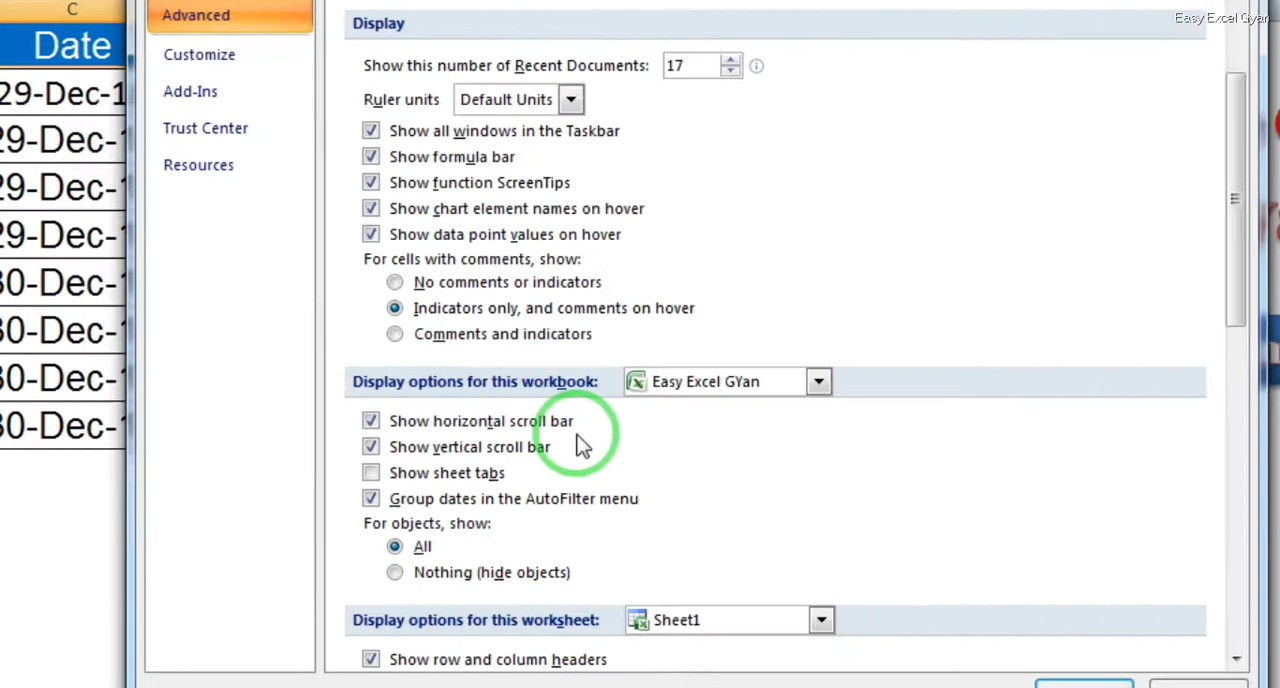 C
Date
29-Dec-1
29-Dec-
29-Dec-1
29-Dec-
30-Dec-1
30-Dec-1
30-Dec-
30-Dec-
Advanced
Customize
Add-Ins
Trust Center
Resources
Easy Excel Gyan
Display
Show this number of Recent Documents: 17
Ruler units Default Units
Show all windows in the Taskbar
Show formula bar
Show function ScreenTips
Show chart element names on hover
Show data point values on hover
For cells with comments, show:
No comments or indicators
Indicators only, and comments on hover
Comments and indicators
Display options for this workbook: Easy Excel GYan
Show horizontal scroll bar
Show vertical scroll bar
Show sheet tabs
Group dates in the AutoFilter menu
For objects, show:
All
Nothing (hide objects)
Display options for this worksheet: Sheet1
Show row and column headers